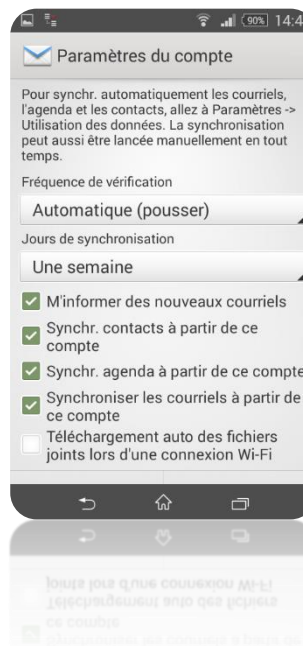 90% 14:4
Paramètres du compte
Pour synchr. automatiquement les courriels,
l'agenda et les contacts, allez à Paramètres ->
Utilisation des données. La synchronisation
peut aussi être lancée manuellement en tout
temps.
Fréquence de vérification
Automatique (pousser)
Jours de synchronisation
Une semaine
M'informer des nouveaux courriels
Synchr. contacts à partir de ce
compte
Synchr. agenda à partir de ce compte
Synchroniser les courriels à partir de
ce compte
Téléchargement auto des fichiers
joints lors d'une connexion Wi-Fi